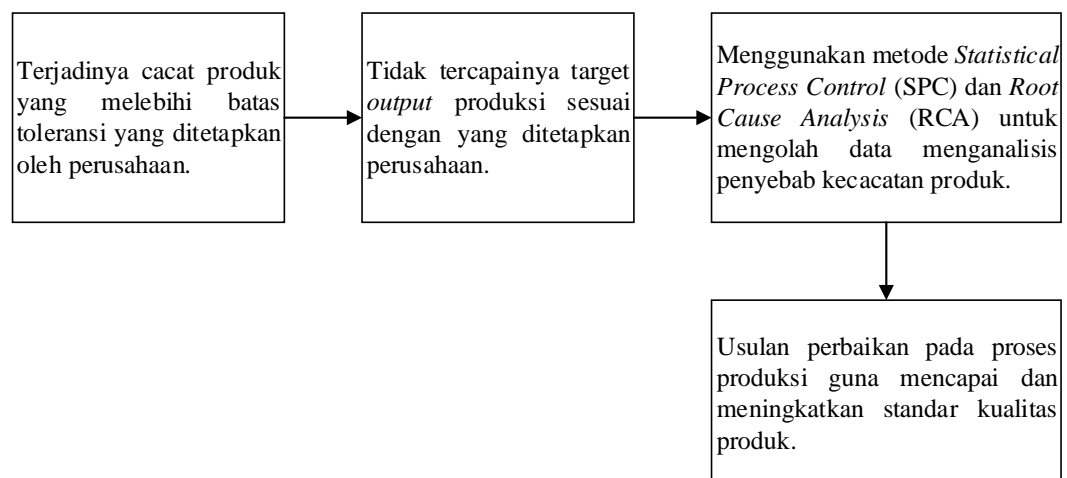 Terjadinya cacat produk
yang melebihi batas
toleransi yang ditetapkan
oleh perusahaan.
Tidak tercapainya target
output produksi sesuai
dengan yang ditetapkan
perusahaan.
Menggunakan metode Statistical
Process Control (SPC) dan Root
Cause Analysis (RCA) untuk
mengolah data menganalisis
penyebab kecacatan produk.
Usulan perbaikan pada proses
produksi guna mencapai dan
meningkatkan standar kualitas
produk.